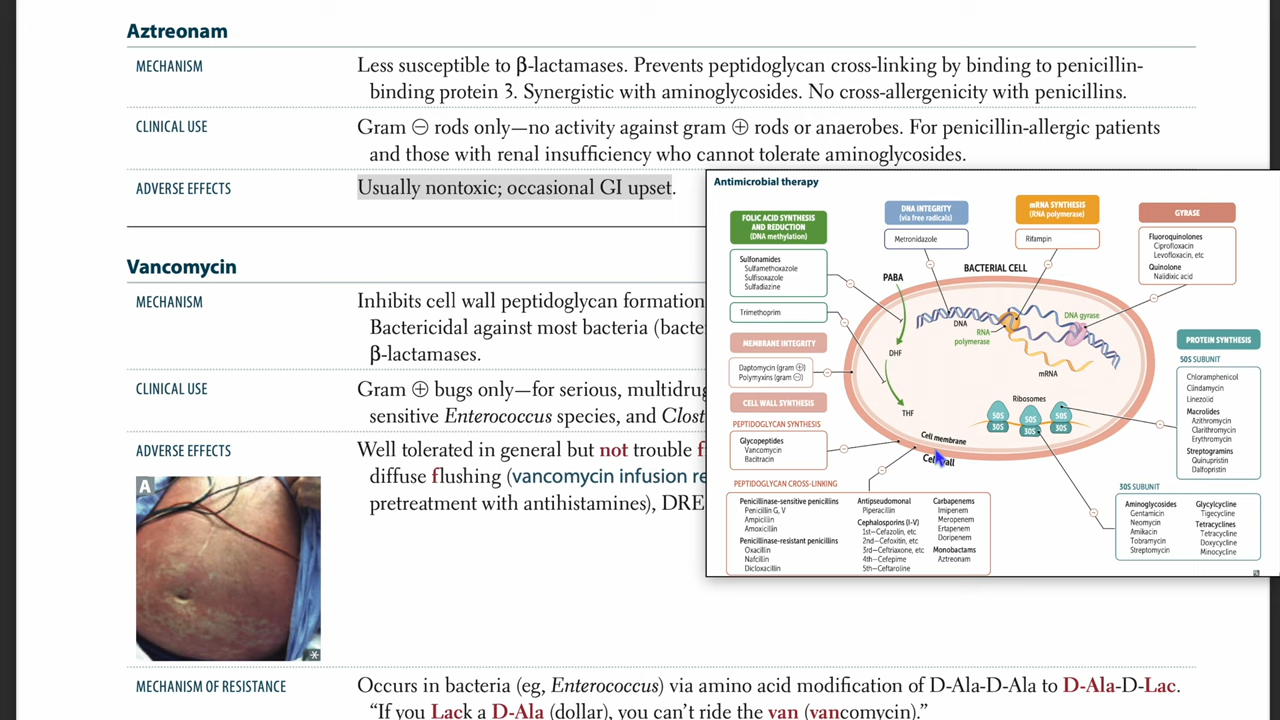 Aztreonam
MECHANISM
Less susceptible to β-lactamases. Prevents peptidoglycan cross-linking by binding to penicillin-
binding protein 3. Synergistic with aminoglycosides. No cross-allergenicity with penicillins.
CLINICAL USE
Gram ⊖ rods only—no activity against gram ⊕ rods or anaerobes. For penicillin-allergic patients
and those with renal insufficiency who cannot tolerate aminoglycosides.
ADVERSE EFFECTS
Usually nontoxic; occasional GI upset.
Vancomycin
MECHANISM
Inhibits cell wall peptidoglycan formation
Bactericidal against most bacteria (bacte
β-lactamases.
CLINICAL USE
Gram ⊕ bugs only—for serious, multidrug
sensitive Enterococcus species, and Clost
ADVERSE EFFECTS
Well tolerated in general but not trouble f
diffuse flushing (vancomycin infusion re
pretreatment with antihistamines), DRE
A
MECHANISM OF RESISTANCE
Occurs in bacteria (eg, Enterococcus) via amino acid modification of D-Ala-D-Ala to D-Ala-D-Lac.
“If you Lack a D-Ala (dollar), you can’t ride the van (vancomycin).”
Antimicrobial therapy
FOLIC ACID SYNTHESIS
AND REDUCTION
(DNA methylation)
Sulfonamides
Sulfamethoxazole
Sulfisoxazole
Sulfadiazine
Trimethoprim
MEMBRANE INTEGRITY
Daptomycin (gram ⊕)
Polymyxins (gram ⊖)
CELL WALL SYNTHESIS
PEPTIDOGLYCAN SYNTHESIS
Glycopeptides
Vancomycin
Bacitracin
PEPTIDOGLYCAN CROSS-LINKING
Penicillinase-sensitive penicillins
Penicillin G, V
Ampicillin
Amoxicillin
Penicillinase-resistant penicillins
Oxacillin
Nafcillin
Dicloxacillin
Antipseudomonal
Piperacillin
Cephalosporins (I-V)
1st—Cefazolin, etc
2nd—Cefoxitin, etc
3rd—Ceftriaxone, etc
4th—Cefepime
5th—Ceftaroline
Carbapenems
Imipenem
Meropenem
Ertapenem
Doripenem
Monobactams
Aztreonam
DNA INTEGRITY
(via free radicals)
Metronidazole
mRNA SYNTHESIS
(RNA polymerase)
Rifampin
GYRASE
Fluoroquinolones
Ciprofloxacin
Levofloxacin, etc
Quinolone
Nalidixic acid
BACTERIAL CELL
PABA
DHF
THF
DNA
RNA
polymerase
DNA gyrase
mRNA
Ribosomes
50S
30S
50S
30S
50S
30S
Cell membrane
Cell wall
PROTEIN SYNTHESIS
50S SUBUNIT
Chloramphenicol
Clindamycin
Linezolid
Macrolides
Azithromycin
Clarithromycin
Erythromycin
Streptogramins
Quinupristin
Dalfopristin
30S SUBUNIT
Aminoglycosides
Gentamicin
Neomycin
Amikacin
Tobramycin
Streptomycin
Glycylcycline
Tigecycline
Tetracyclines
Tetracycline
Doxycycline
Minocycline